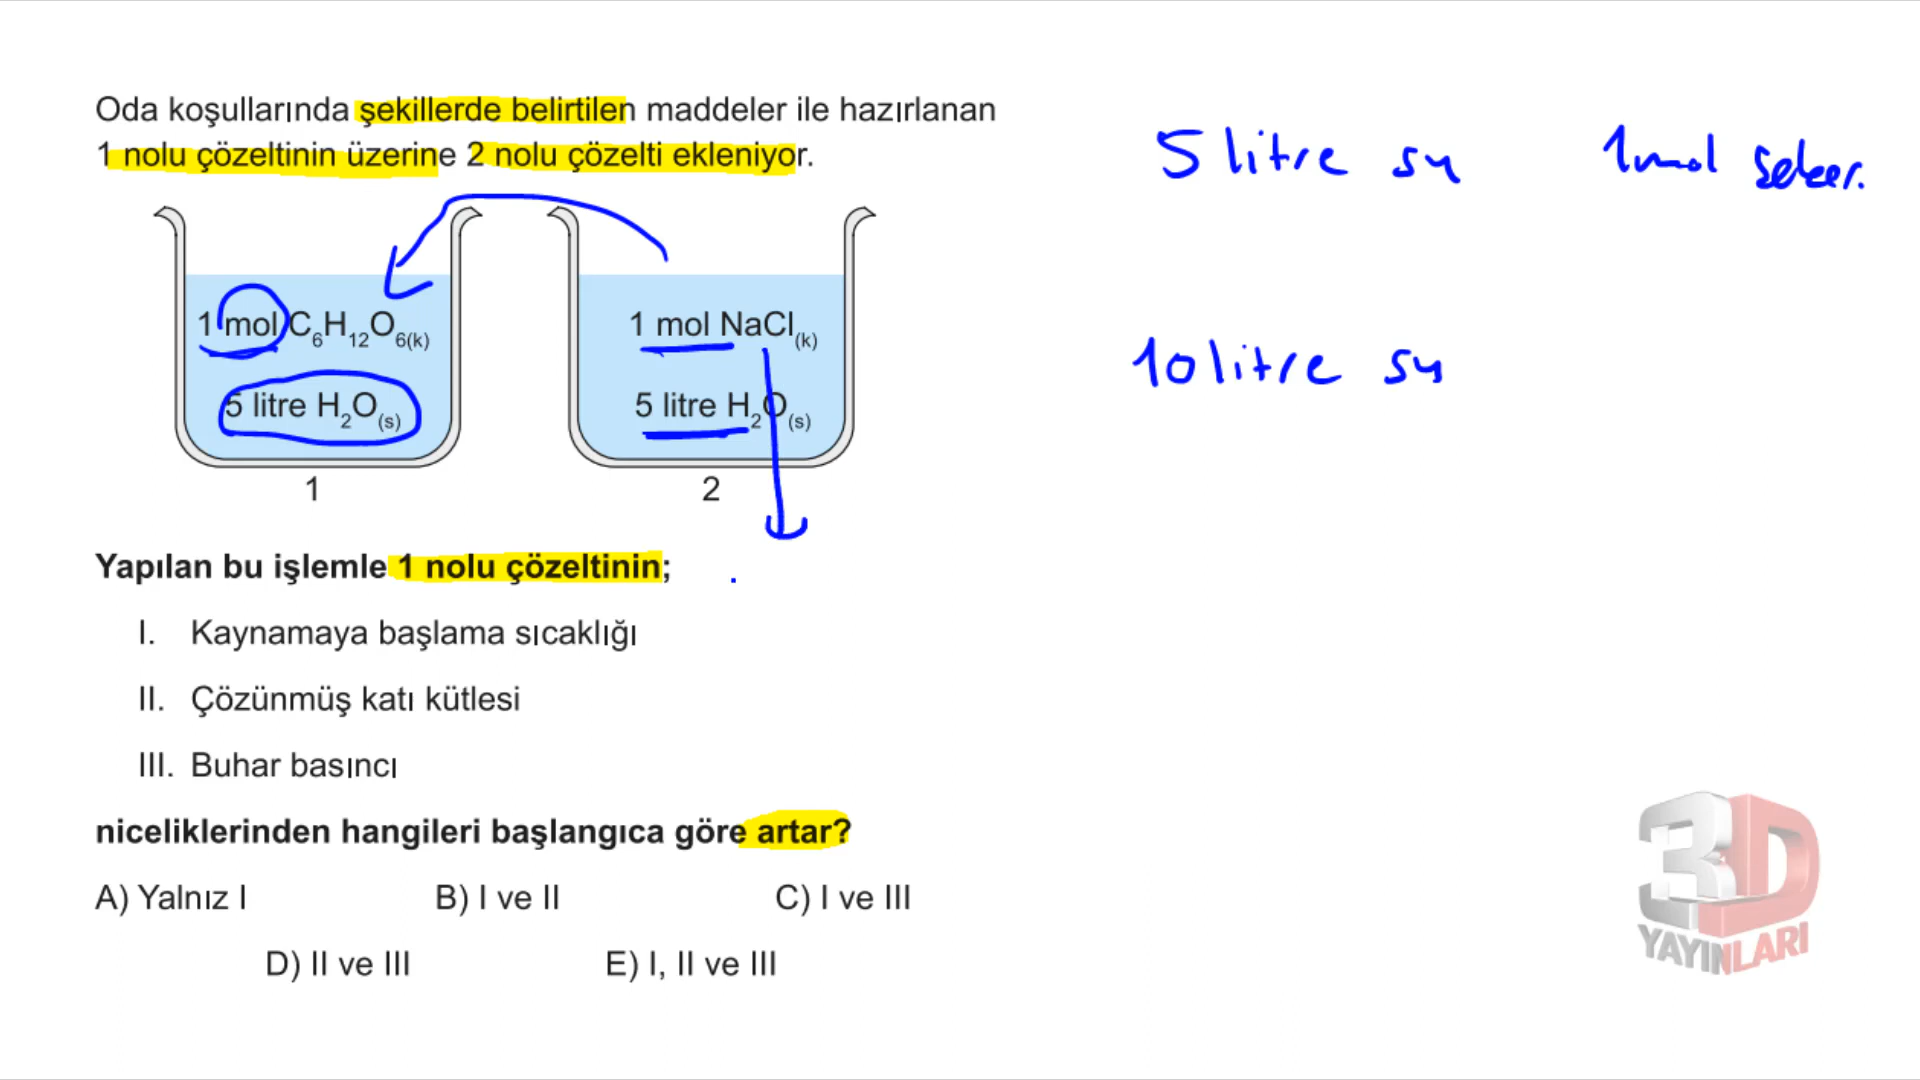 Oda koşullarında şekillerde belirtilen maddeler ile hazırlanan
1 nolu çözeltinin üzerine 2 nolu çözelti ekleniyor.
5 litre su 1 mol şeker.
1 mol C₆H₁₂O₆(k)
5 litre H₂O(s)
1
1 mol NaCl(k)
5 litre H₂O(s)
2
10 litre su
Yapılan bu işlemle 1 nolu çözeltinin;
I. Kaynamaya başlama sıcaklığı
II. Çözünmüş katı kütlesi
III. Buhar basıncı
niceliklerinden hangileri başlangıca göre artar?
A) Yalnız I B) I ve II C) I ve III
D) II ve III E) I, II ve III
3D
YAYINLARI